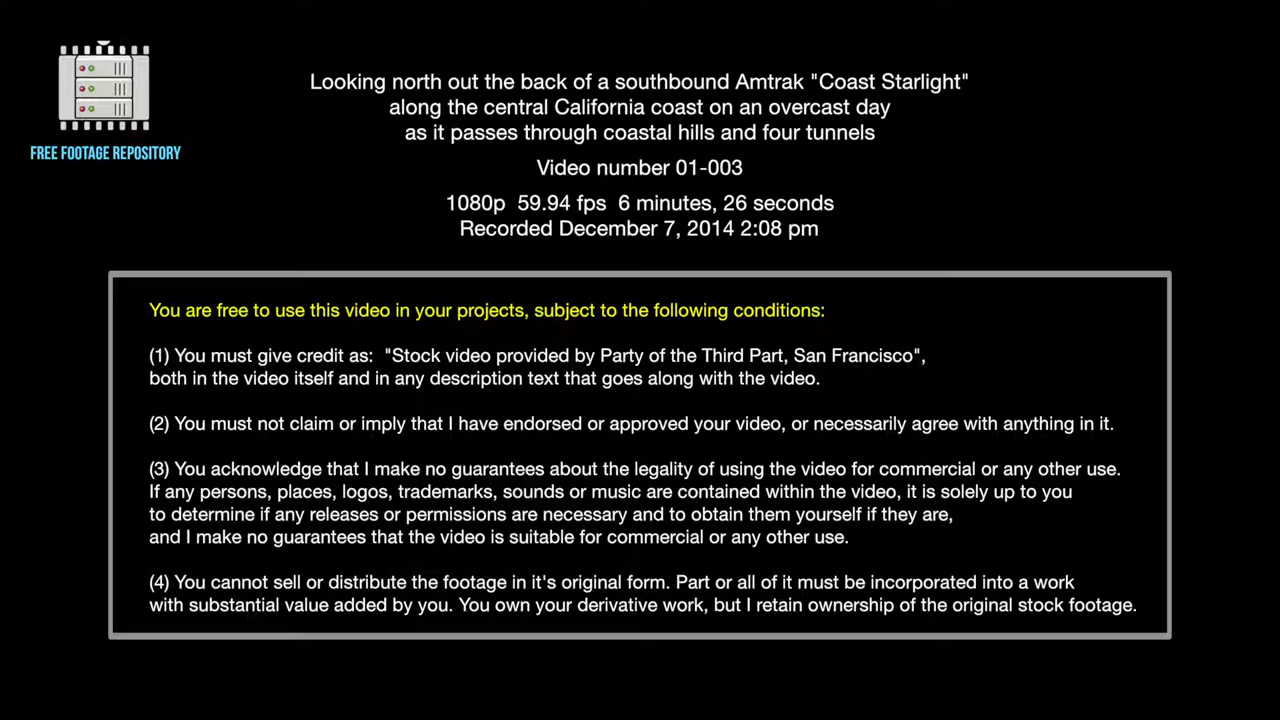 FREE FOOTAGE REPOSITORY
Looking north out the back of a southbound Amtrak "Coast Starlight"
along the central California coast on an overcast day
as it passes through coastal hills and four tunnels
Video number 01-003
1080p 59.94 fps 6 minutes, 26 seconds
Recorded December 7, 2014 2:08 pm
You are free to use this video in your projects, subject to the following conditions:
(1) You must give credit as: "Stock video provided by Party of the Third Part, San Francisco",
both in the video itself and in any description text that goes along with the video.
(2) You must not claim or imply that I have endorsed or approved your video, or necessarily agree with anything in it.
(3) You acknowledge that I make no guarantees about the legality of using the video for commercial or any other use.
If any persons, places, logos, trademarks, sounds or music are contained within the video, it is solely up to you
to determine if any releases or permissions are necessary and to obtain them yourself if they are,
and I make no guarantees that the video is suitable for commercial or any other use.
(4) You cannot sell or distribute the footage in it's original form. Part or all of it must be incorporated into a work
with substantial value added by you. You own your derivative work, but I retain ownership of the original stock footage.